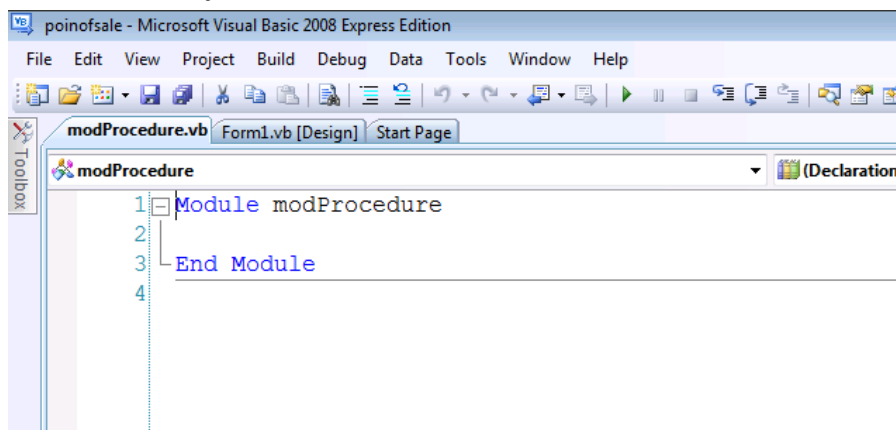 poinofsale - Microsoft Visual Basic 2008 Express Edition
File Edit View Project Build Debug Data Tools Window Help
modProcedure.vb Form1.vb [Design] Start Page
Toolbox
modProcedure (Declaration
1 Module modProcedure
2
3 End Module
4